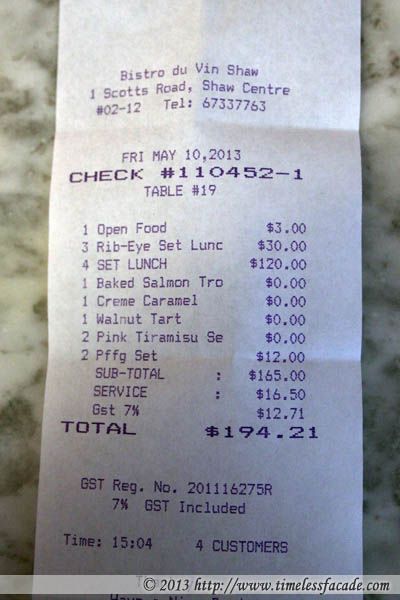 Bistro du Vin Shaw
1 Scotts Road, Shaw Centre
#02-12 Tel: 67337763
FRI MAY 10,2013
CHECK #110452-1
TABLE #19
1 Open Food $3.00
3 Rib-Eye Set Lunc $30.00
4 SET LUNCH $120.00
1 Baked Salmon Tro $0.00
1 Creme Caramel $0.00
1 Walnut Tart $0.00
2 Pink Tiramisu Se $0.00
2 Pffg Set $12.00
SUB-TOTAL : $165.00
SERVICE : $16.50
Gst 7% $12.71
TOTAL $194.21
GST Reg. No. 201116275R
7% GST Included
Time: 15:04 4 CUSTOMERS
© 2013 http://www.timelessfacade.com